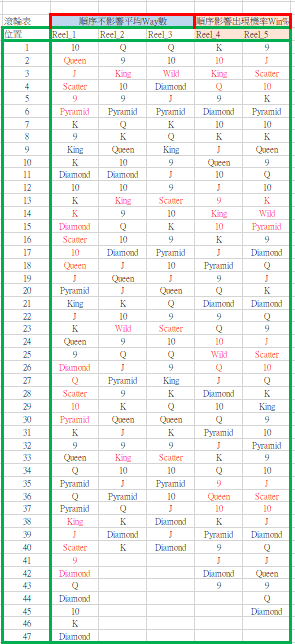 滾輪表 順序不影響平均Way數 順序影響出現機率Win%
位置 Reel_1 Reel_2 Reel_3 Reel_4 Reel_5
1 10 Q Q K 9
2 Queen 9 10 10 J
3 J King Wild King Scatter
4 Scatter 10 Diamond Q 10
5 9 9 J 9 K
6 Pyramid Pyramid Pyramid Diamond Pyramid
7 K Q K 10 10
8 9 K Q K K
9 King Queen King J Queen
10 K 10 9 Queen 9
11 Diamond Diamond J 10 Q
12 10 10 9 J 10
13 K King Scatter 9 K
14 K 9 10 King Wild
15 Diamond Q K 10 Pyramid
16 Scatter 10 9 K 9
17 10 Diamond Pyramid J Diamond
18 Queen J 10 Pyramid Q
19 J Queen J 9 J
20 Pyramid J Queen Q K
21 King K Q Diamond Diamond
22 J 10 9 9 Q
23 K Wild Scatter Q 9
24 Queen 9 10 10 J
25 9 Q Q Wild Scatter
26 Diamond J 9 Q 10
27 Q Pyramid King J Q
28 Scatter 9 K Diamond K
29 10 K Q 10 King
30 Pyramid Queen Queen Q 9
31 K J K Pyramid 10
32 9 9 9 J Pyramid
33 Queen King Scatter K 9
34 Q 10 10 Q 10
35 Pyramid J Pyramid 9 J
36 Q Pyramid 10 Queen Scatter
37 Pyramid Q J 10 10
38 King K Diamond K J
39 J Diamond J Pyramid Diamond
40 Scatter K Diamond 9 Q
41 9 J J
42 Diamond Diamond Queen
43 Q 9 9
44 Diamond Q
45 10 Diamond
46 K
47 Diamond